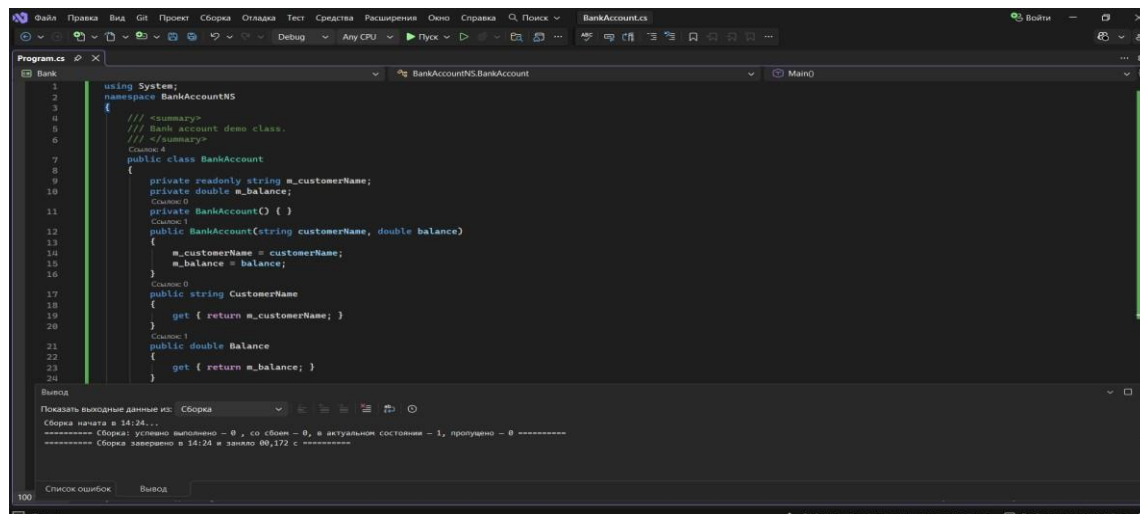 Файл Правка Вид Git Проект Сборка Отладка Тест Средства Расширения Окно Справка Поиск BankAccount.cs Войти
Debug Any CPU Пуск
Program.cs
Bank BankAccountNS.BankAccount Main()
1 using System;
2 namespace BankAccountNS
3 {
4 /// <summary>
5 /// Bank account demo class.
6 /// </summary>
Ссылок: 4
7 public class BankAccount
8 {
9 private readonly string m_customerName;
10 private double m_balance;
Ссылок: 0
11 private BankAccount() { }
Ссылок: 1
12 public BankAccount(string customerName, double balance)
13 {
14 m_customerName = customerName;
15 m_balance = balance;
16 }
Ссылок: 0
17 public string CustomerName
18 {
19 get { return m_customerName; }
20 }
Ссылок: 1
21 public double Balance
22 {
23 get { return m_balance; }
24 }
Вывод
Показать выходные данные из: Сборка
Сборка начата в 14:24...
========== Сборка: успешно выполнено – 0 , со сбоем – 0, в актуальном состоянии – 1, пропущено – 0 ==========
========== Сборка завершено в 14:24 и заняло 00,172 с ==========
Список ошибок Вывод
100